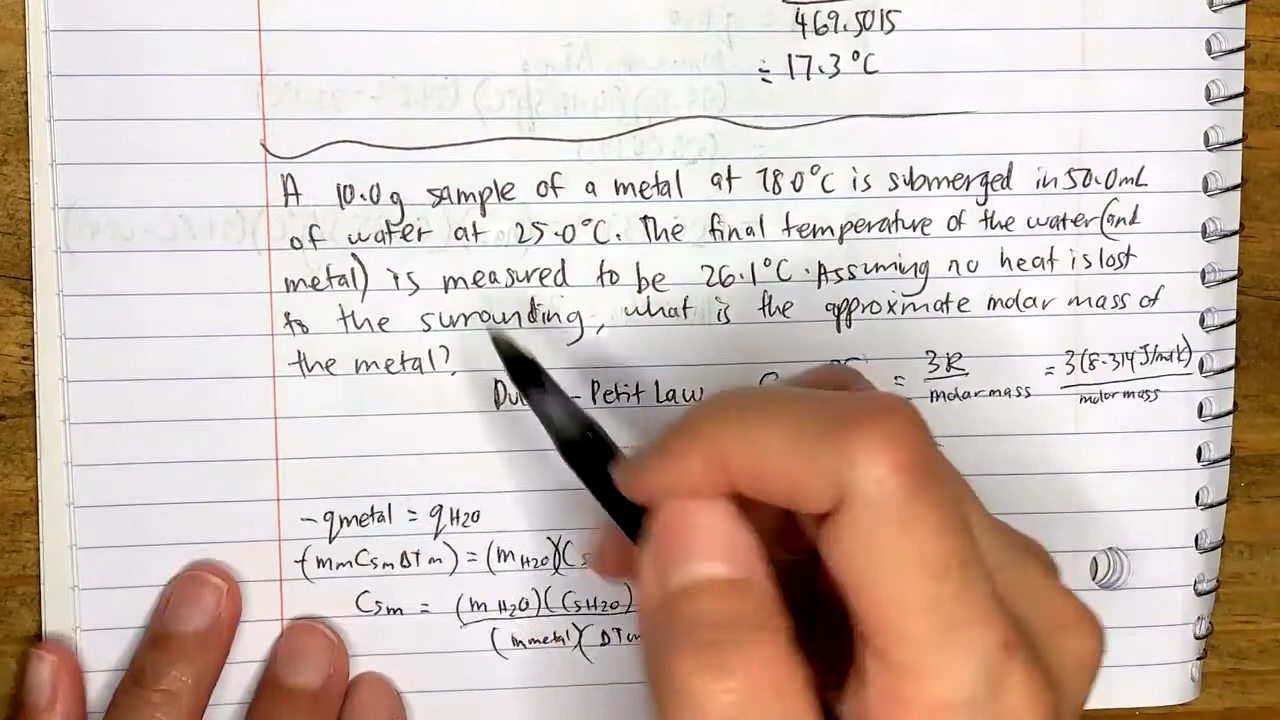 469.5015
≐ 17.3°C
A 10.0g sample of a metal at 78.0°C is submerged in 50.0mL
of water at 25.0°C. The final temperature of the water (and
metal) is measured to be 26.1°C. Assuming no heat is lost
to the surrounding, what is the approximate molar mass of
the metal?
= 3R / molar mass = 3(8.314 J/mol·K) / molar mass
- Petit Law
-qmetal = qH2O
-(mmCsmΔTm) = (mH2O)(Cs
Csm = (mH2O)(CsH2O)
(mmetal)(ΔTm